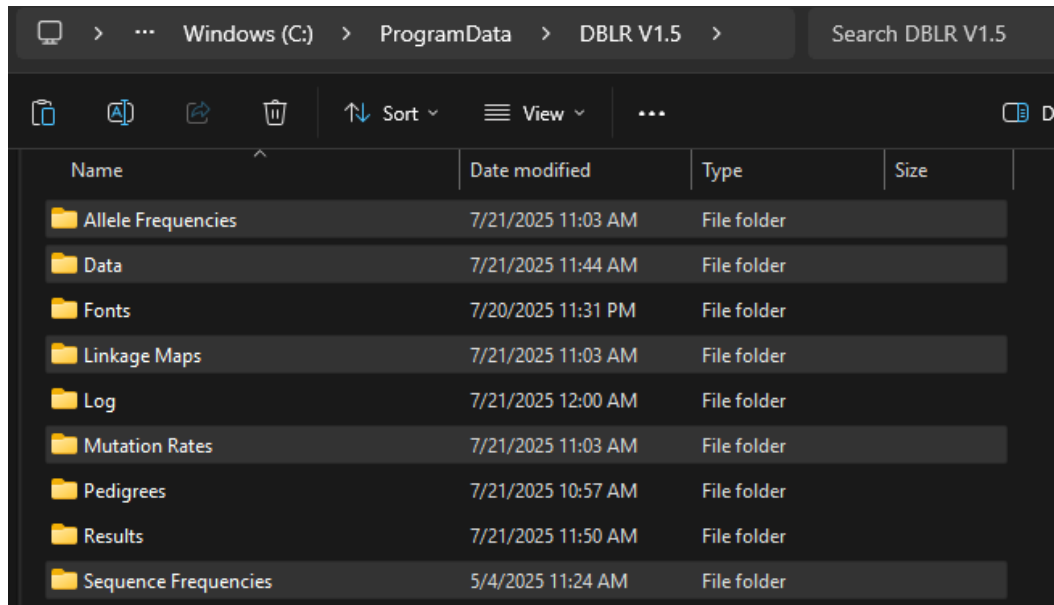 > ... Windows (C:) > ProgramData > DBLR V1.5 > Search DBLR V1.5
Sort View ... D
Name Date modified Type Size
Allele Frequencies 7/21/2025 11:03 AM File folder
Data 7/21/2025 11:44 AM File folder
Fonts 7/20/2025 11:31 PM File folder
Linkage Maps 7/21/2025 11:03 AM File folder
Log 7/21/2025 12:00 AM File folder
Mutation Rates 7/21/2025 11:03 AM File folder
Pedigrees 7/21/2025 10:57 AM File folder
Results 7/21/2025 11:50 AM File folder
Sequence Frequencies 5/4/2025 11:24 AM File folder